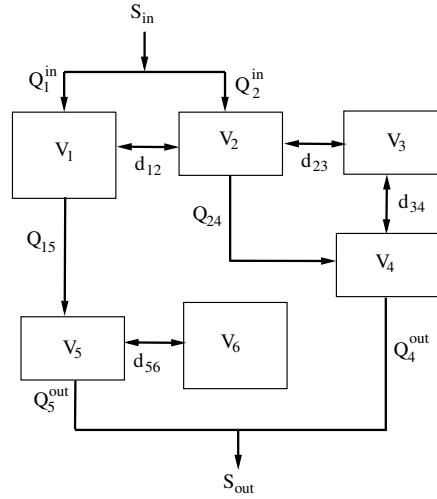 S_in
Q_1^in
Q_2^in
V_1
V_2
V_3
d_12
d_23
d_34
Q_15
Q_24
V_4
V_5
V_6
d_56
Q_5^out
Q_4^out
S_out